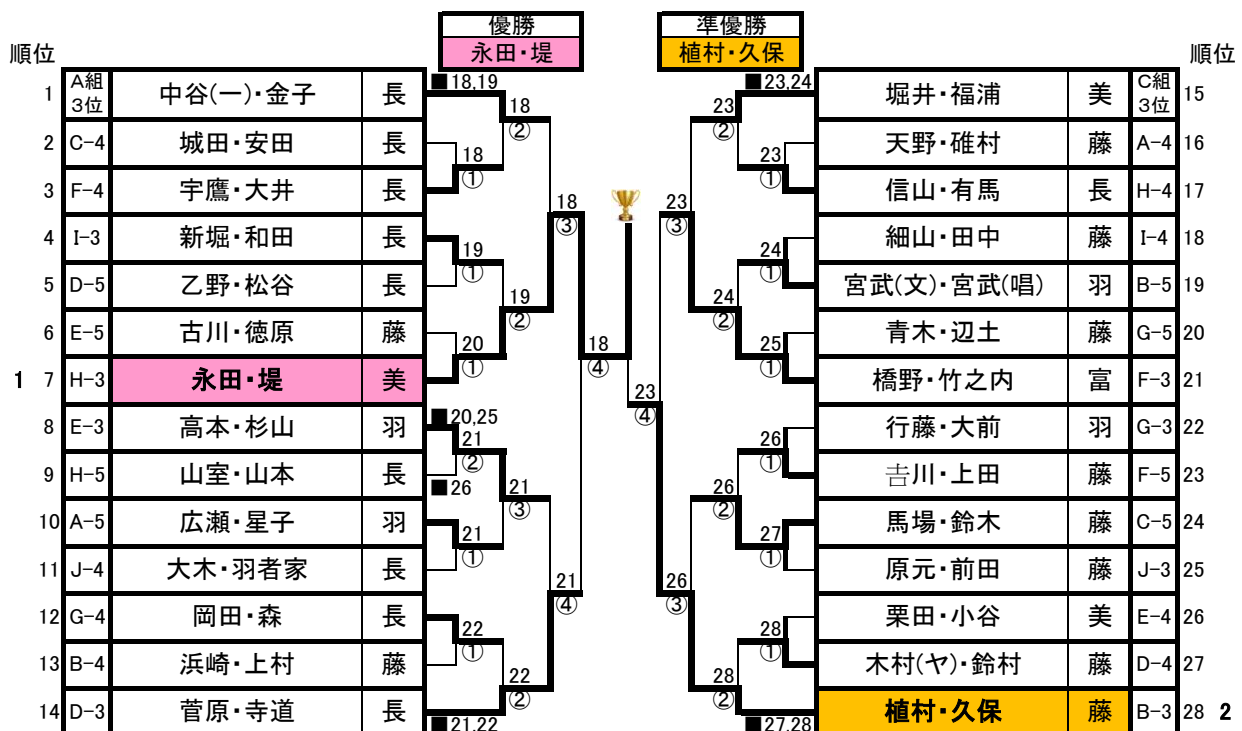 優勝 準優勝
永田・堤 植村・久保
順位 順位
1 A組3位 中谷(一)・金子 長 ■18,19 18 ② 23 ② ■23,24 堀井・福浦 美 C組3位 15
2 C-4 城田・安田 長 18 ① 23 ① 天野・碓村 藤 A-4 16
3 F-4 宇鷹・大井 長 信山・有馬 長 H-4 17
18 ③ 23 ③
4 I-3 新堀・和田 長 19 ① 24 ① 細山・田中 藤 I-4 18
5 D-5 乙野・松谷 長 19 ② 24 ② 宮武(文)・宮武(唱) 羽 B-5 19
6 E-5 古川・徳原 藤 20 ① 25 ① 青木・辺土 藤 G-5 20
18 ④ 23 ④
1 7 H-3 永田・堤 美 橋野・竹之内 富 F-3 21
8 E-3 高本・杉山 羽 ■20,25 21 ② 26 ① 行藤・大前 羽 G-3 22
9 H-5 山室・山本 長 ■26 21 ③ 26 ② 𠮷川・上田 藤 F-5 23
10 A-5 広瀬・星子 羽 21 ① 27 ① 馬場・鈴木 藤 C-5 24
11 J-4 大木・羽者家 長 21 ④ 26 ③ 原元・前田 藤 J-3 25
12 G-4 岡田・森 長 22 ① 28 ① 栗田・小谷 美 E-4 26
13 B-4 浜崎・上村 藤 22 ② 28 ② 木村(ヤ)・鈴村 藤 D-4 27
14 D-3 菅原・寺道 長 ■21,22 ■27,28 植村・久保 藤 B-3 28 2